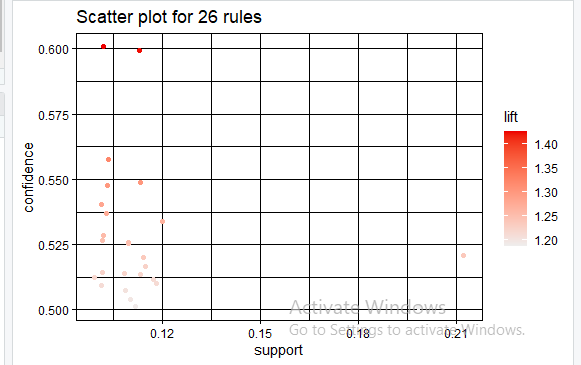 Scatter plot for 26 rules
0.600
0.575
0.550
0.525
0.500
confidence
0.12
0.15
0.18
0.21
support
lift
1.40
1.35
1.30
1.25
1.20
Activate Windows
Go to Settings to activate Windows.